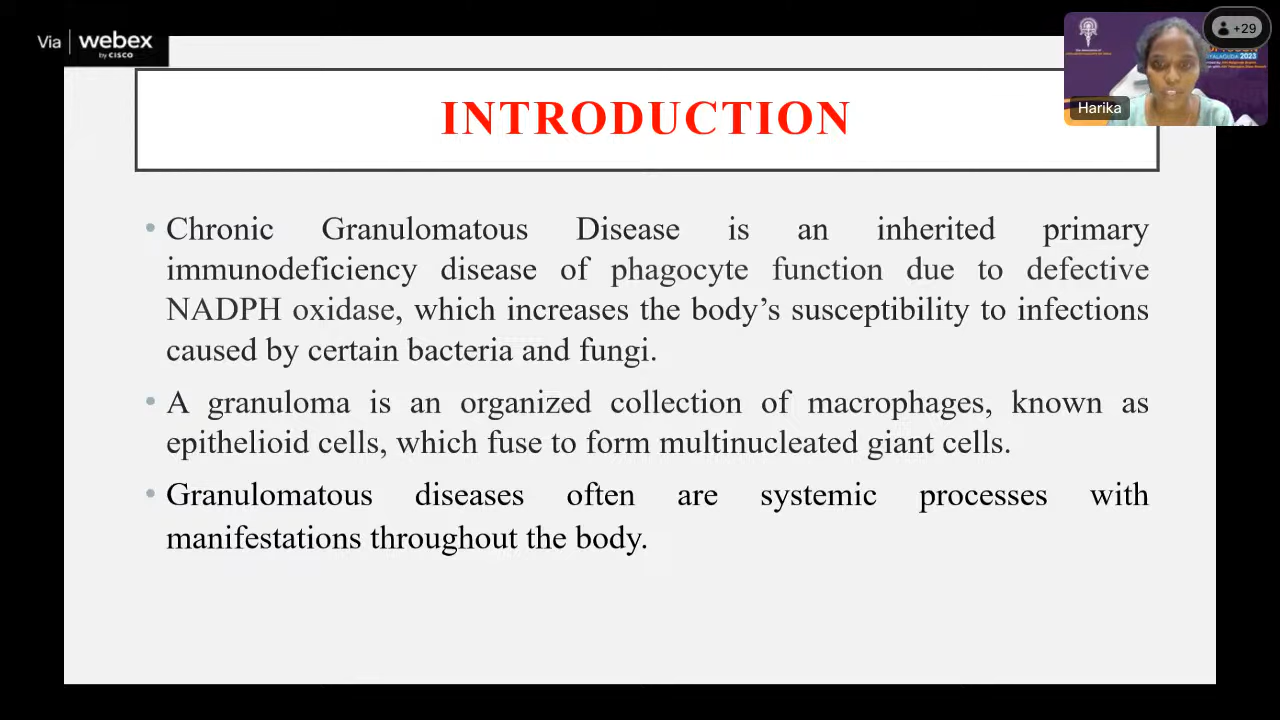 Via webex
by CISCO
+29
2023
Harika
INTRODUCTION
• Chronic Granulomatous Disease is an inherited primary
immunodeficiency disease of phagocyte function due to defective
NADPH oxidase, which increases the body’s susceptibility to infections
caused by certain bacteria and fungi.
• A granuloma is an organized collection of macrophages, known as
epithelioid cells, which fuse to form multinucleated giant cells.
• Granulomatous diseases often are systemic processes with
manifestations throughout the body.